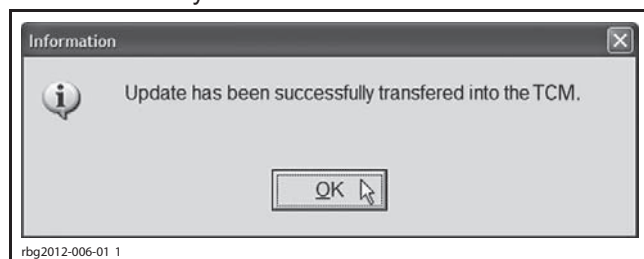 Information
Update has been successfully transfered into the TCM.
OK
rbg2012-006-01 1